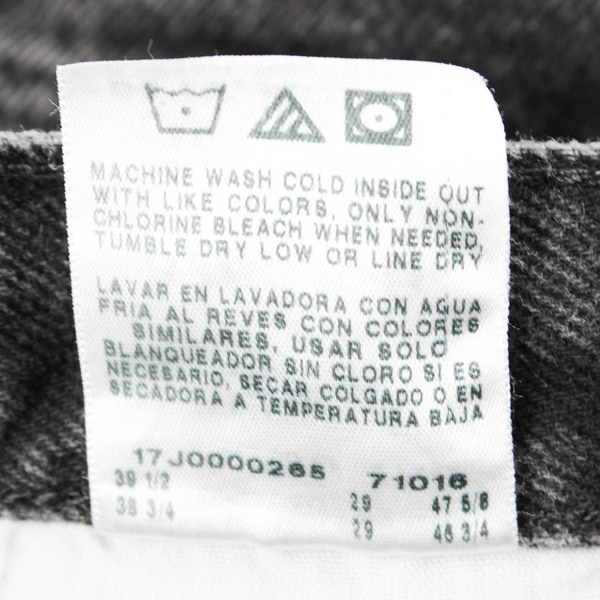 MACHINE WASH COLD INSIDE OUT
WITH LIKE COLORS, ONLY NON-
CHLORINE BLEACH WHEN NEEDED,
TUMBLE DRY LOW OR LINE DRY
LAVAR EN LAVADORA CON AGUA
FRIA AL REVES CON COLORES
SIMILARES, USAR SOLO
BLANQUEADOR SIN CLORO SI ES
NECESARIO, SECAR COLGADO O EN
SECADORA A TEMPERATURA BAJA
17J0000265 71016
39 1/2 29 47 5/8
38 3/4 29 46 3/4